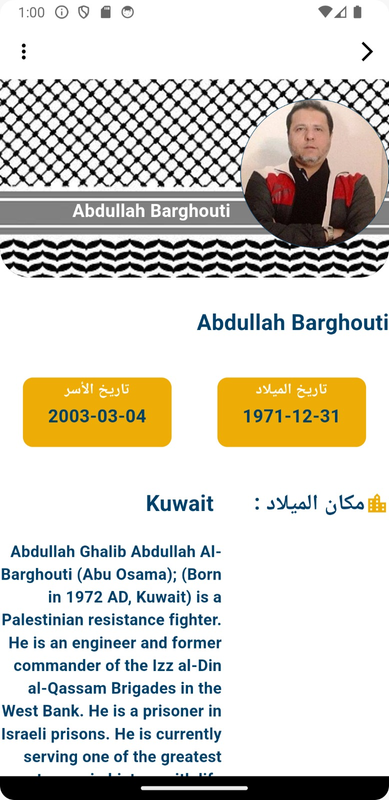 1:00
Abdullah Barghouti
Abdullah Barghouti
تاريخ الميلاد
1971-12-31
تاريخ الأسر
2003-03-04
مكان الميلاد :
Kuwait
Abdullah Ghalib Abdullah Al-
Barghouti (Abu Osama); (Born
in 1972 AD, Kuwait) is a
Palestinian resistance fighter.
He is an engineer and former
commander of the Izz al-Din
al-Qassam Brigades in the
West Bank. He is a prisoner in
Israeli prisons. He is currently
serving one of the greatest